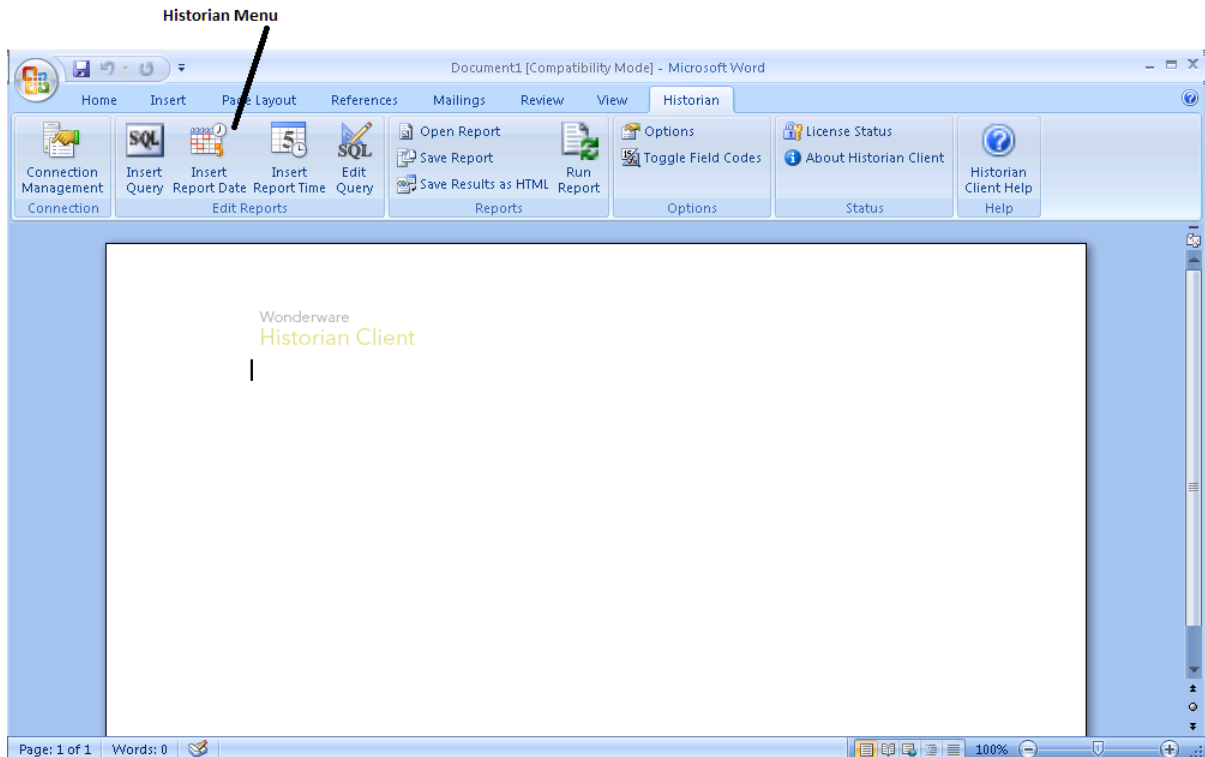 Historian Menu
Document1 [Compatibility Mode] - Microsoft Word
Home Insert Page Layout References Mailings Review View Historian
Connection Management
Connection
SQL
Insert Query
Insert Report Date
5
Insert Report Time
SQL
Edit Query
Edit Reports
Open Report
Save Report
Save Results as HTML
Run Report
Reports
Options
Toggle Field Codes
Options
License Status
About Historian Client
Status
Historian Client Help
Help
Wonderware
Historian Client
Page: 1 of 1 Words: 0 100%